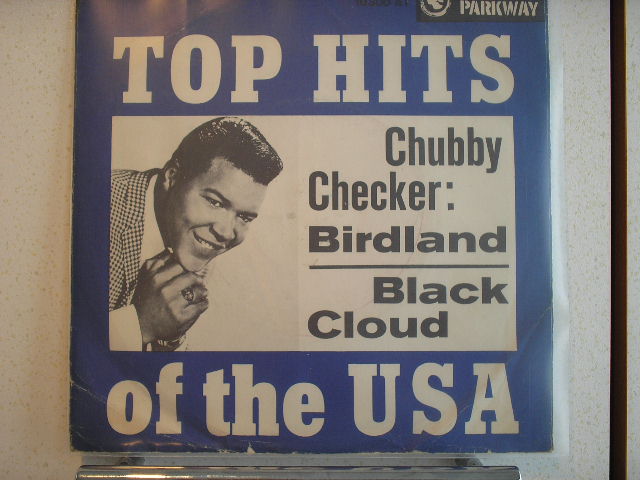 PARKWAY
TOP HITS
Chubby
Checker:
Birdland
Black
Cloud
of the USA